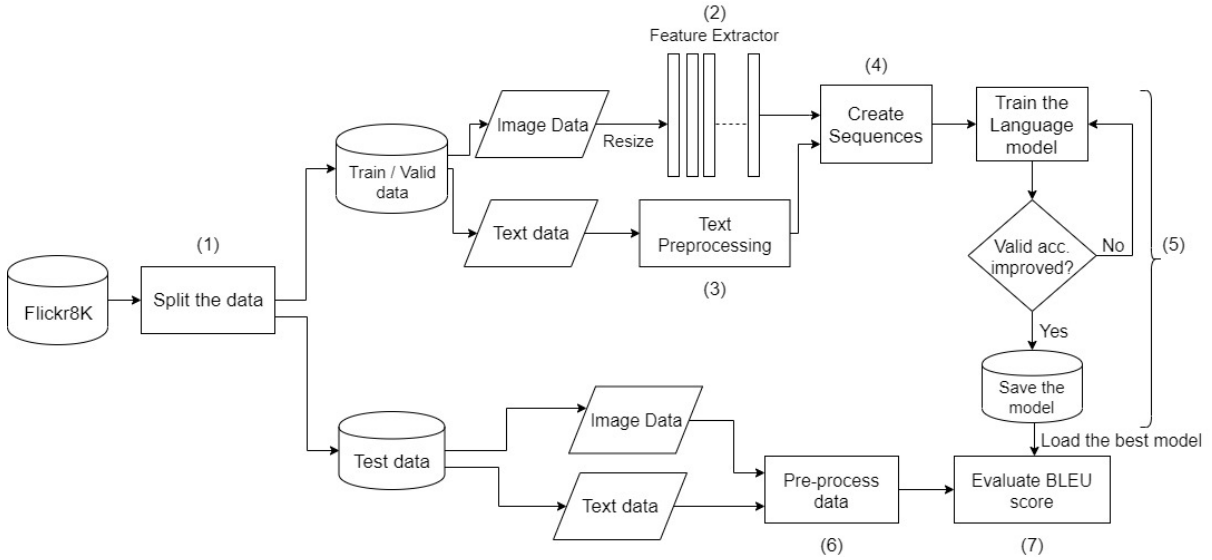 (2)
Feature Extractor
(4)
Image Data
Resize
Create
Sequences
Train the
Language
model
Train / Valid
data
(1)
Text data
Text
Preprocessing
(3)
Valid acc.
improved?
No
(5)
Flickr8K
Split the data
Yes
Save the
model
Load the best model
Test data
Image Data
Text data
Pre-process
data
(6)
Evaluate BLEU
score
(7)